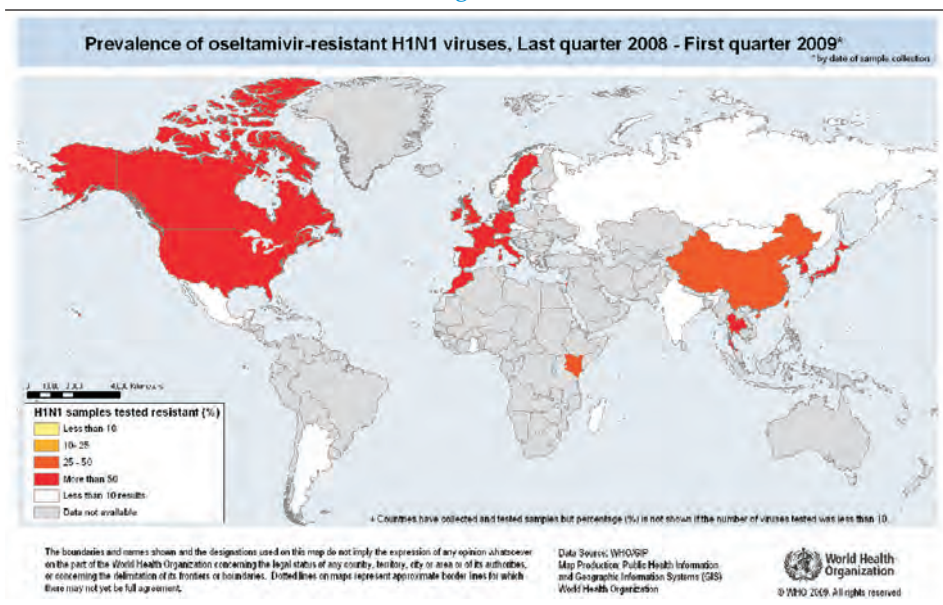 Prevalence of oseltamivir-resistant H1N1 viruses, Last quarter 2008 - First quarter 2009*
* by date of sample collection
4,000 Kilometers
H1N1 samples tested resistant (%)
Less than 10
10- 25
25 - 50
More than 50
Less than 10 results
Data not available
Countries have collected and tested samples but percentage (%) is not shown if the number of viruses tested was less than 10.
The boundaries and names shown and the designations used on this map do not imply the expression of any opinion whatsoever
on the part of the World Health Organization concerning the legal status of any country, territory, city or area or of its authorities,
or concerning the delimitation of its frontiers or boundaries. Dotted lines on maps represent approximate border lines for which
there may not yet be full agreement.
Data Source: WHO/GIP
Map Production: Public Health Information
and Geographic Information Systems (GIS)
World Health Organization
World Health
Organization
© WHO 2009. All rights reserved